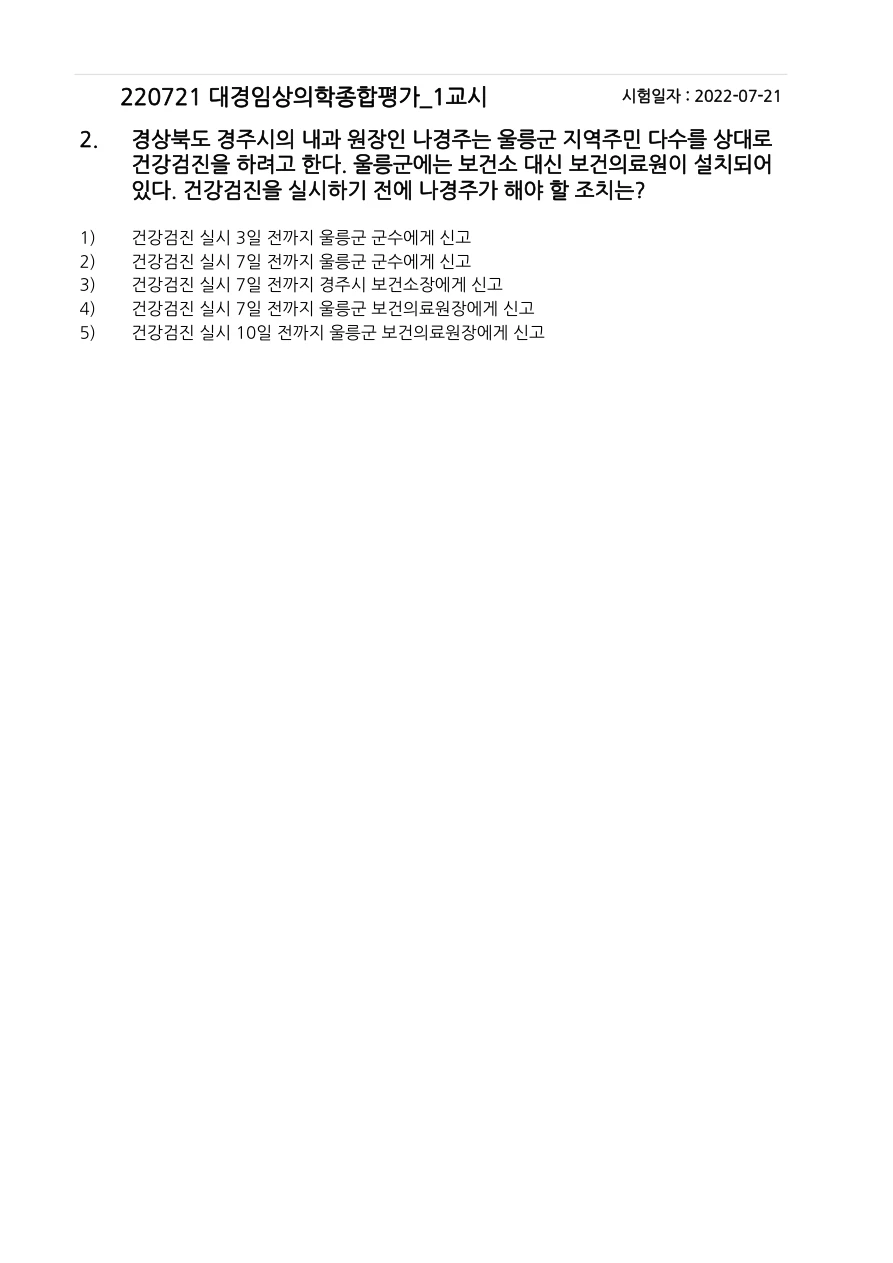 220721 대경임상의학종합평가_1교시 시험일자 : 2022-07-21
2. 경상북도 경주시의 내과 원장인 나경주는 울릉군 지역주민 다수를 상대로
건강검진을 하려고 한다. 울릉군에는 보건소 대신 보건의료원이 설치되어
있다. 건강검진을 실시하기 전에 나경주가 해야 할 조치는?
1) 건강검진 실시 3일 전까지 울릉군 군수에게 신고
2) 건강검진 실시 7일 전까지 울릉군 군수에게 신고
3) 건강검진 실시 7일 전까지 경주시 보건소장에게 신고
4) 건강검진 실시 7일 전까지 울릉군 보건의료원장에게 신고
5) 건강검진 실시 10일 전까지 울릉군 보건의료원장에게 신고